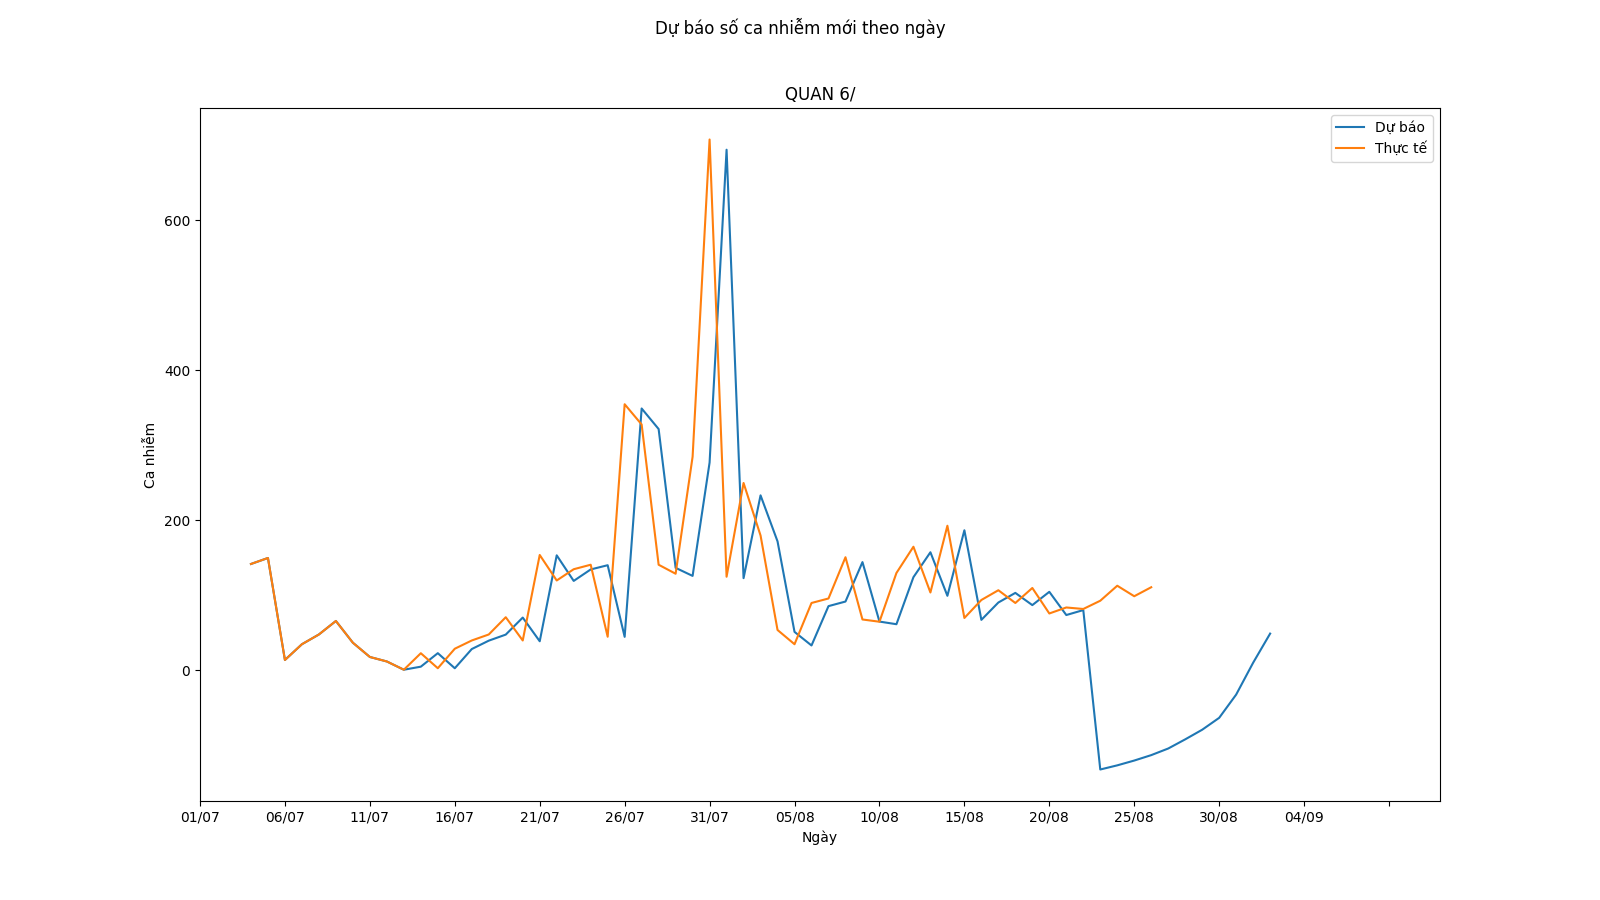 Dự báo số ca nhiễm mới theo ngày
QUAN 6/
Dự báo
Thực tế
600
400
200
0
Ca nhiễm
01/07 06/07 11/07 16/07 21/07 26/07 31/07 05/08 10/08 15/08 20/08 25/08 30/08 04/09
Ngày